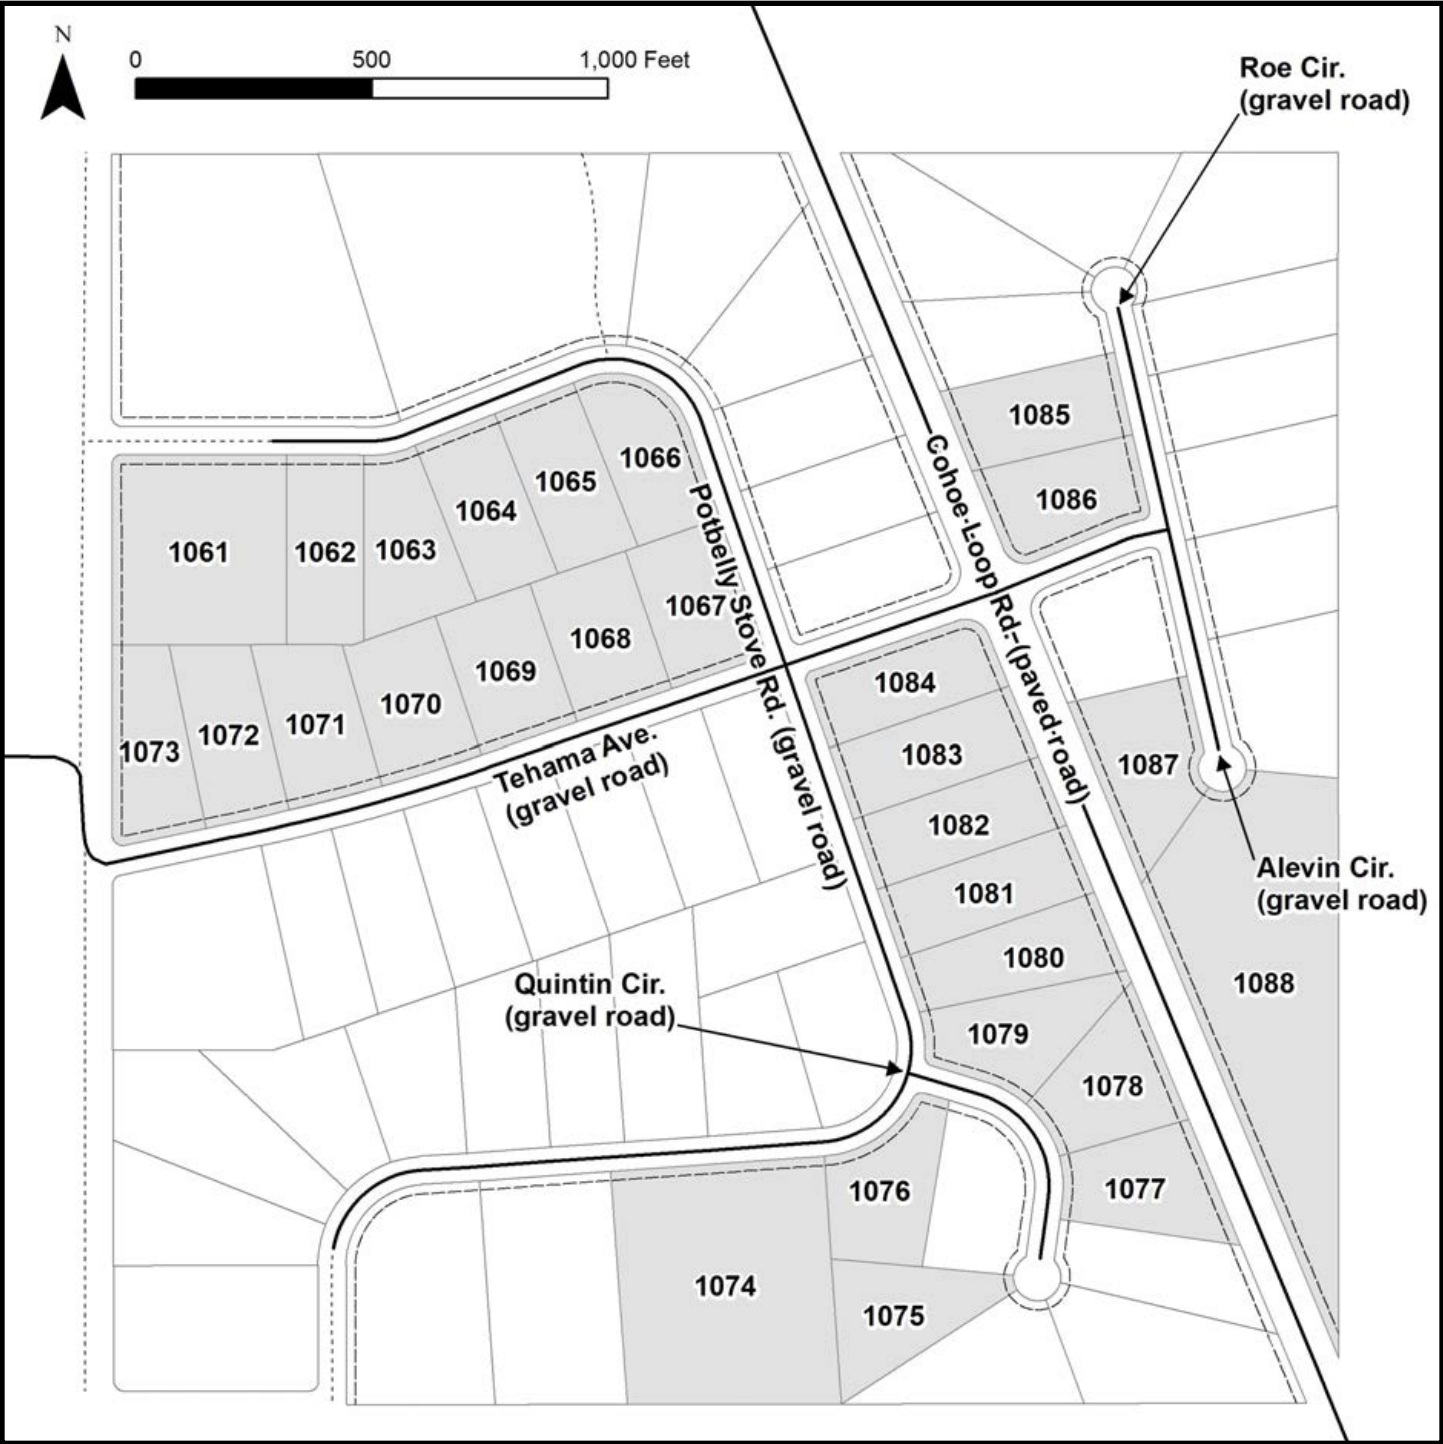 N
0 500 1,000 Feet
Roe Cir.
(gravel road)
1085
1086
1066
1065
1064
1061
1062
1063
1067
1068
1069
1070
1071
1072
1073
Potbelly Stove Rd. (gravel road)
Cohoe Loop Rd. (paved road)
Tehama Ave.
(gravel road)
1084
1083
1082
1081
1080
1079
1078
1077
1087
Alevin Cir.
(gravel road)
1088
Quintin Cir.
(gravel road)
1076
1074
1075